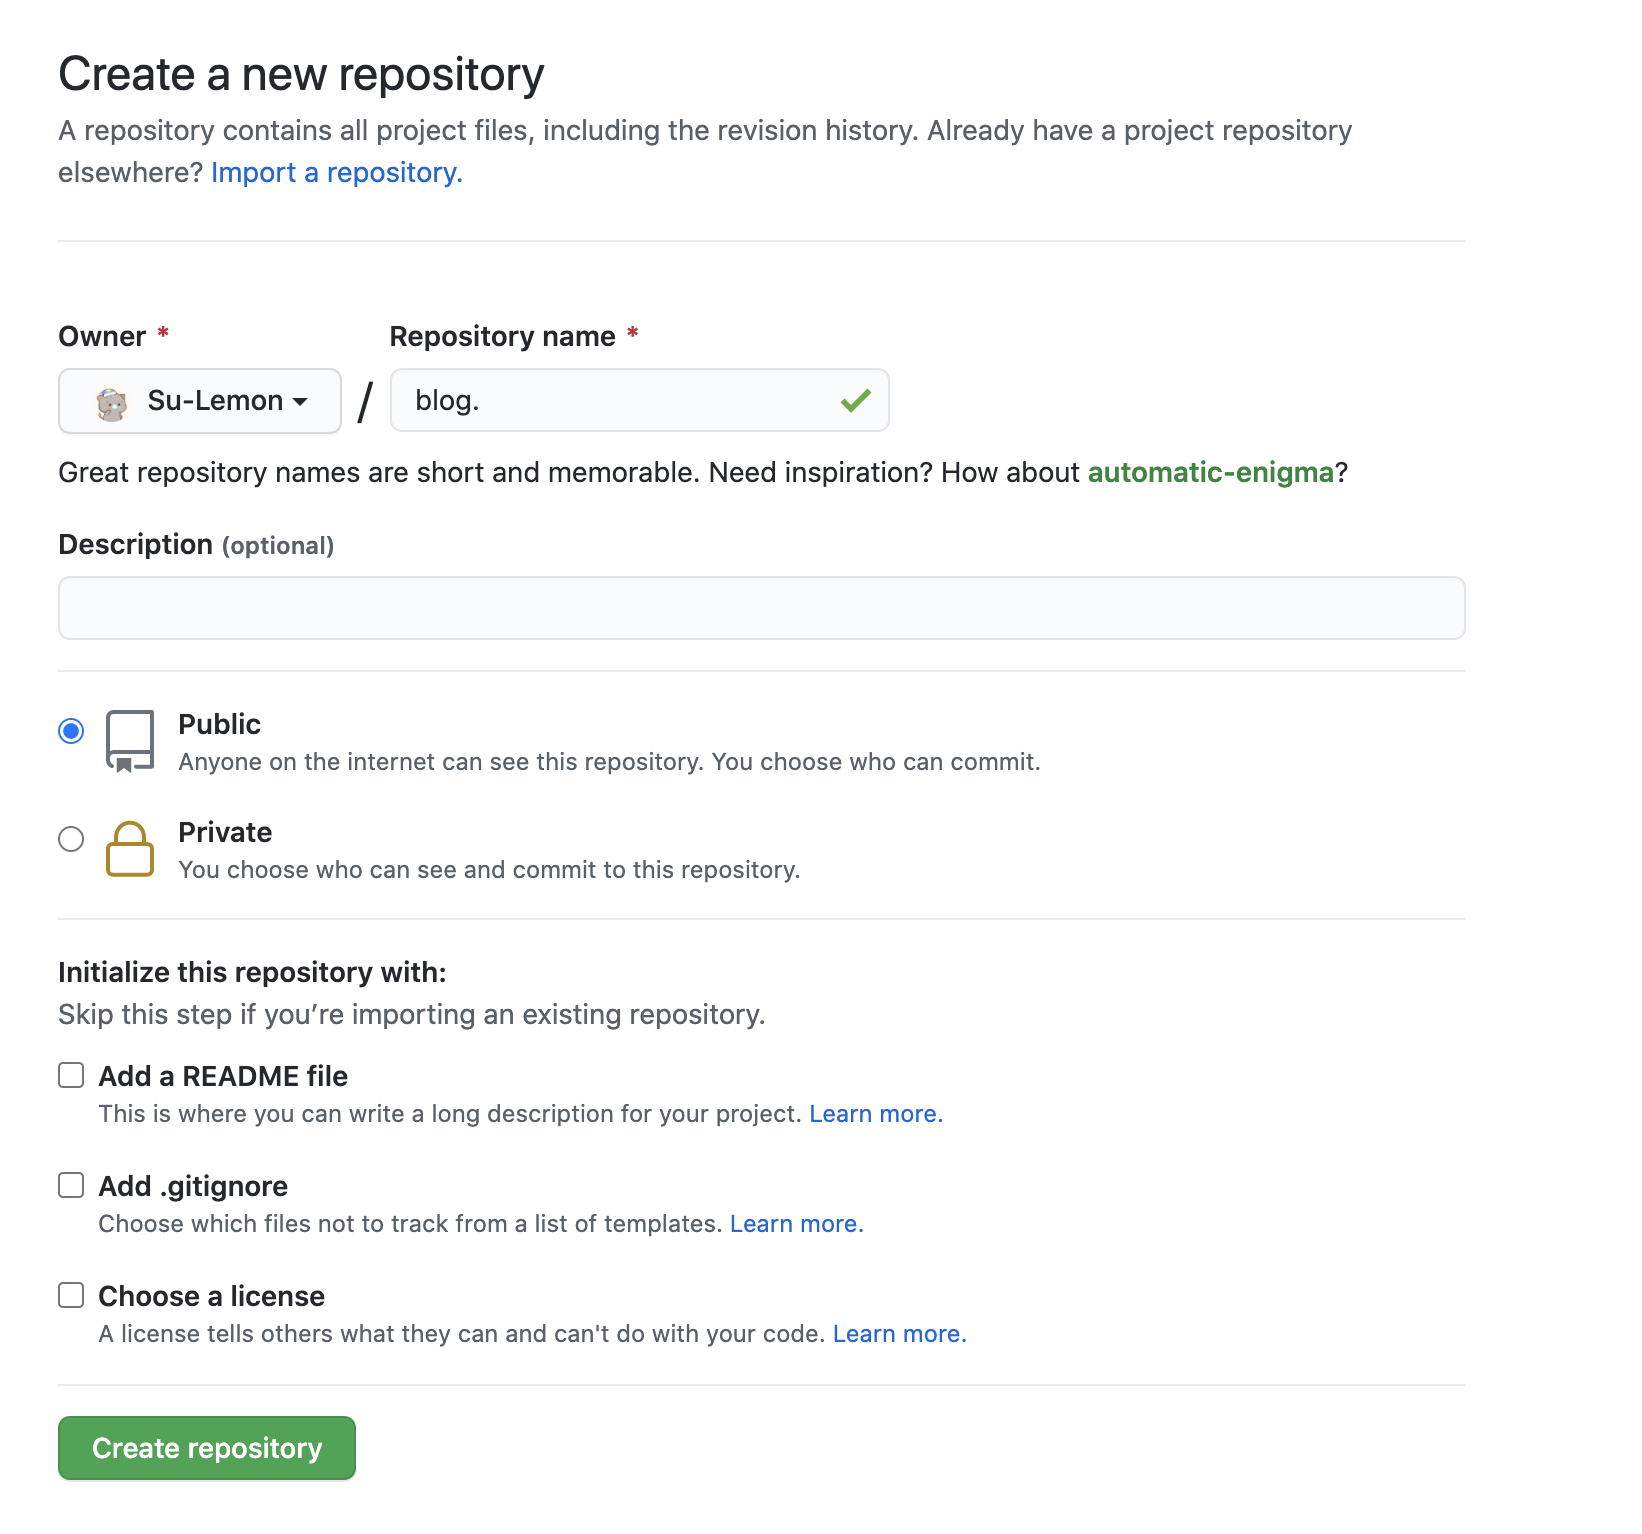 Create a new repository
A repository contains all project files, including the revision history. Already have a project repository
elsewhere? Import a repository.
Owner * Repository name *
Su-Lemon / blog.
Great repository names are short and memorable. Need inspiration? How about automatic-enigma?
Description (optional)
Public
Anyone on the internet can see this repository. You choose who can commit.
Private
You choose who can see and commit to this repository.
Initialize this repository with:
Skip this step if you’re importing an existing repository.
Add a README file
This is where you can write a long description for your project. Learn more.
Add .gitignore
Choose which files not to track from a list of templates. Learn more.
Choose a license
A license tells others what they can and can't do with your code. Learn more.
Create repository